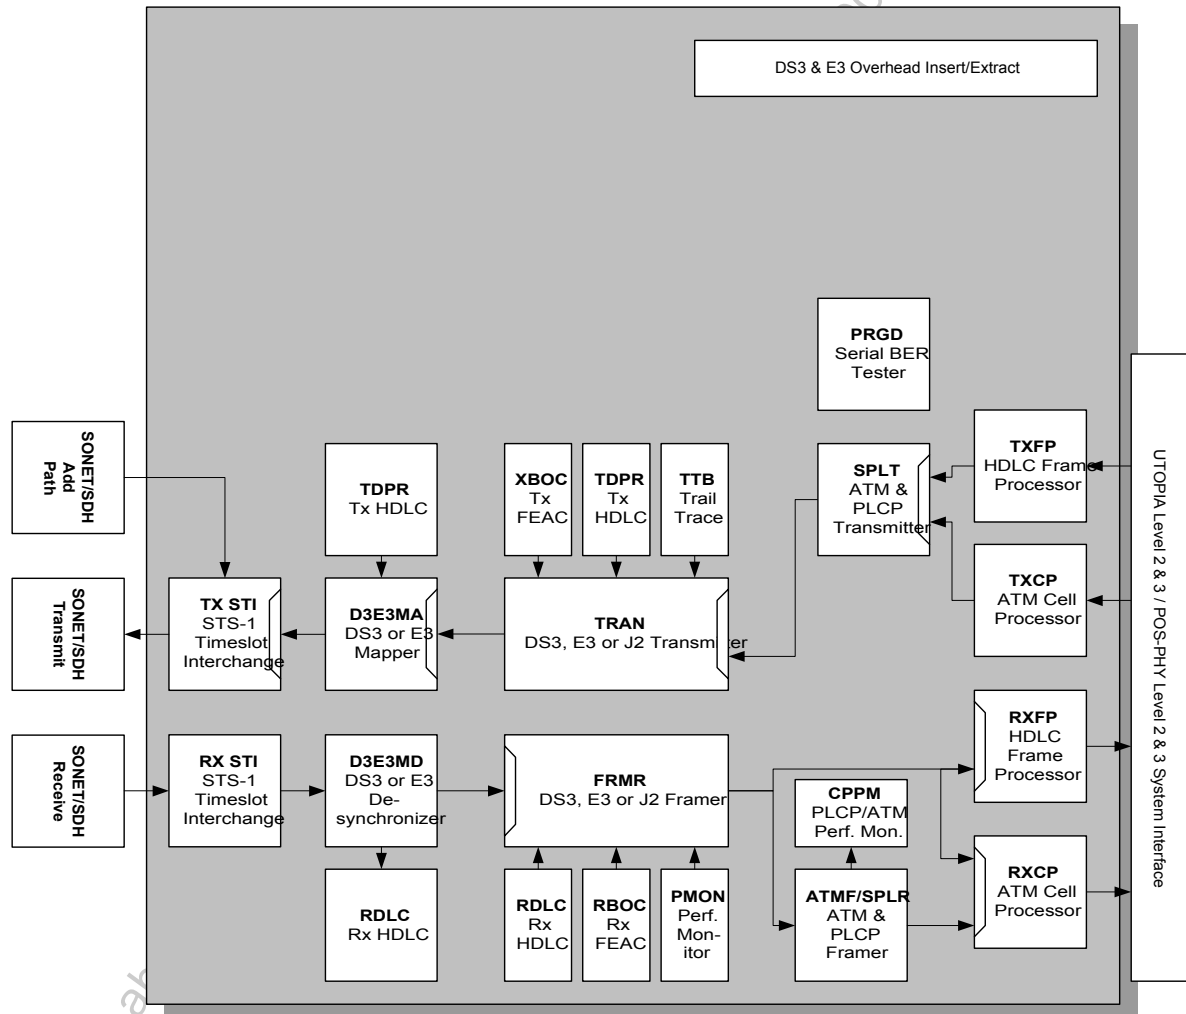 DS3 & E3 Overhead Insert/Extract
PRGD
Serial BER
Tester
SONET/SDH
Add
Path
TDPR
Tx HDLC
XBOC
Tx
FEAC
TDPR
Tx
HDLC
TTB
Trail
Trace
SPLT
ATM &
PLCP
Transmitter
TXFP
HDLC Frame
Processor
TXCP
ATM Cell
Processor
SONET/SDH
Transmit
TX STI
STS-1
Timeslot
Interchange
D3E3MA
DS3 or E3
Mapper
TRAN
DS3, E3 or J2 Transmitter
UTOPIA Level 2 & 3 / POS-PHY Level 2 & 3 System Interface
SONET/SDH
Receive
RX STI
STS-1
Timeslot
Interchange
D3E3MD
DS3 or E3
De-
synchronizer
FRMR
DS3, E3 or J2 Framer
RXFP
HDLC
Frame
Processor
CPPM
PLCP/ATM
Perf. Mon.
RDLC
Rx HDLC
RDLC
Rx
HDLC
RBOC
Rx
FEAC
PMON
Perf.
Mon-
itor
ATMF/SPLR
ATM &
PLCP
Framer
RXCP
ATM Cell
Processor